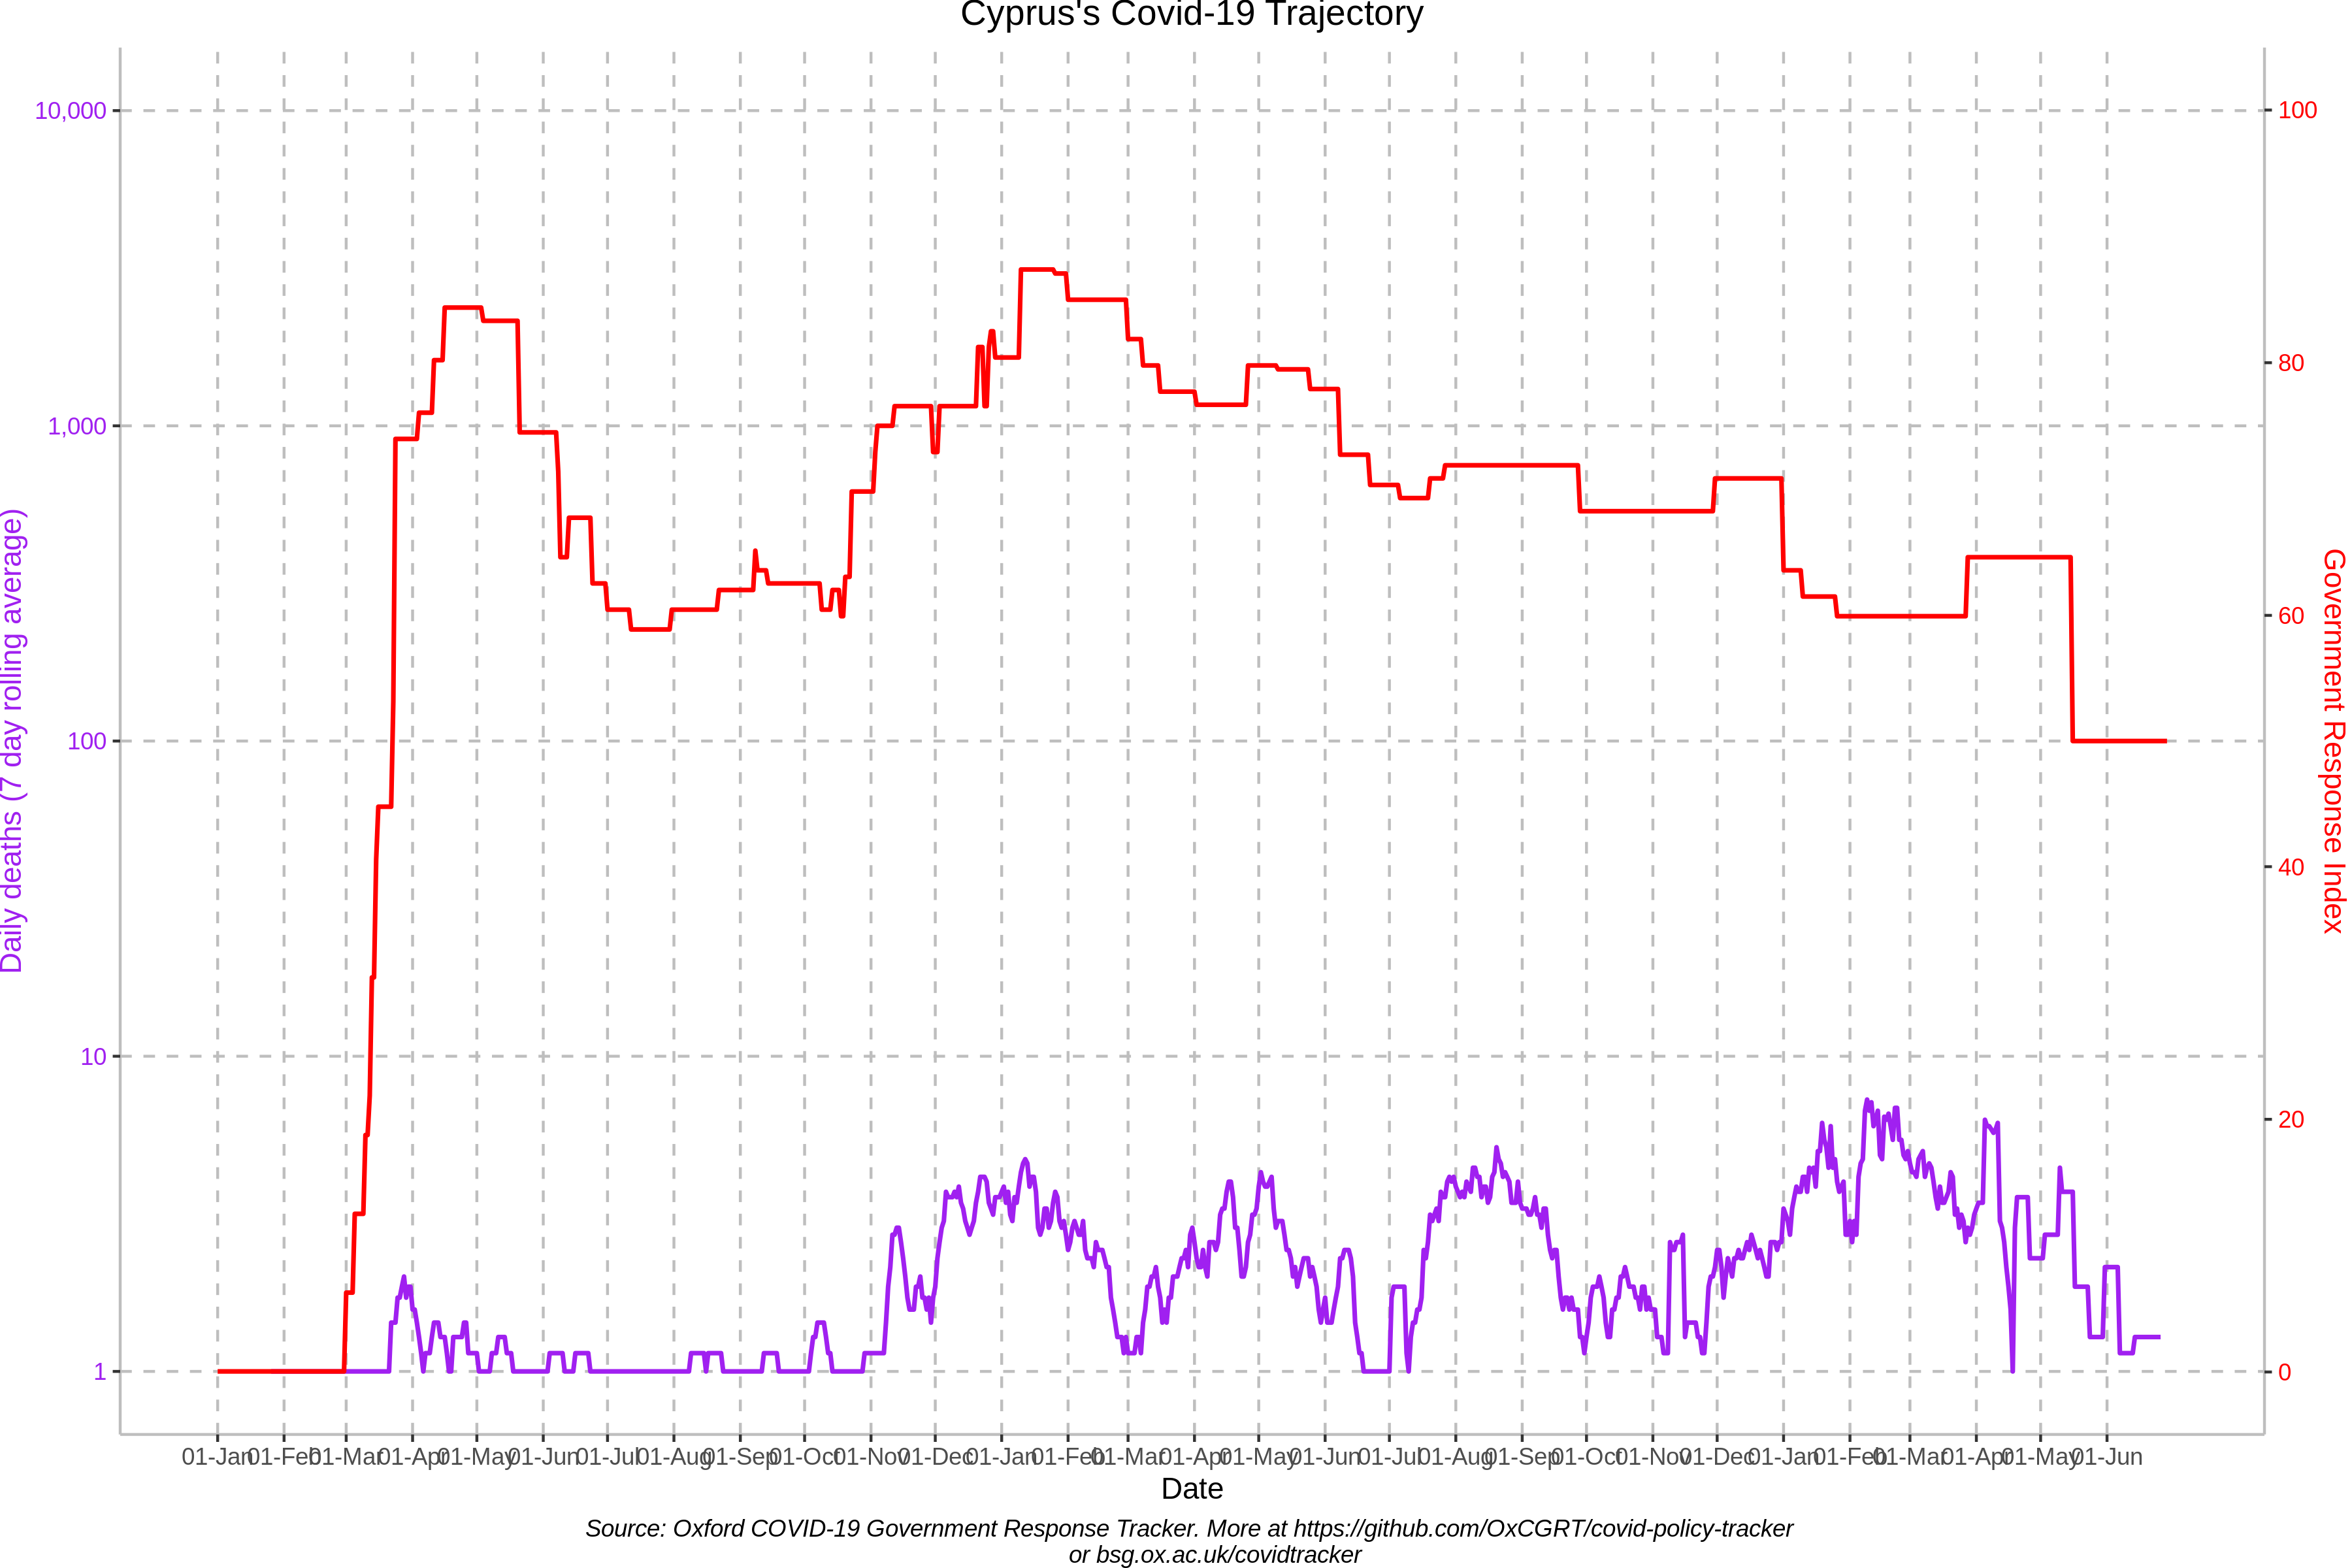 Cyprus's Covid-19 Trajectory
10,000
1,000
100
10
1
Daily deaths (7 day rolling average)
100
80
60
40
20
0
Government Response Index
01-Jan 01-Feb 01-Mar 01-Apr 01-May 01-Jun 01-Jul 01-Aug 01-Sep 01-Oct 01-Nov 01-Dec 01-Jan 01-Feb 01-Mar 01-Apr 01-May 01-Jun 01-Jul 01-Aug 01-Sep 01-Oct 01-Nov 01-Dec 01-Jan 01-Feb 01-Mar 01-Apr 01-May 01-Jun
Date
Source: Oxford COVID-19 Government Response Tracker. More at https://github.com/OxCGRT/covid-policy-tracker
or bsg.ox.ac.uk/covidtracker